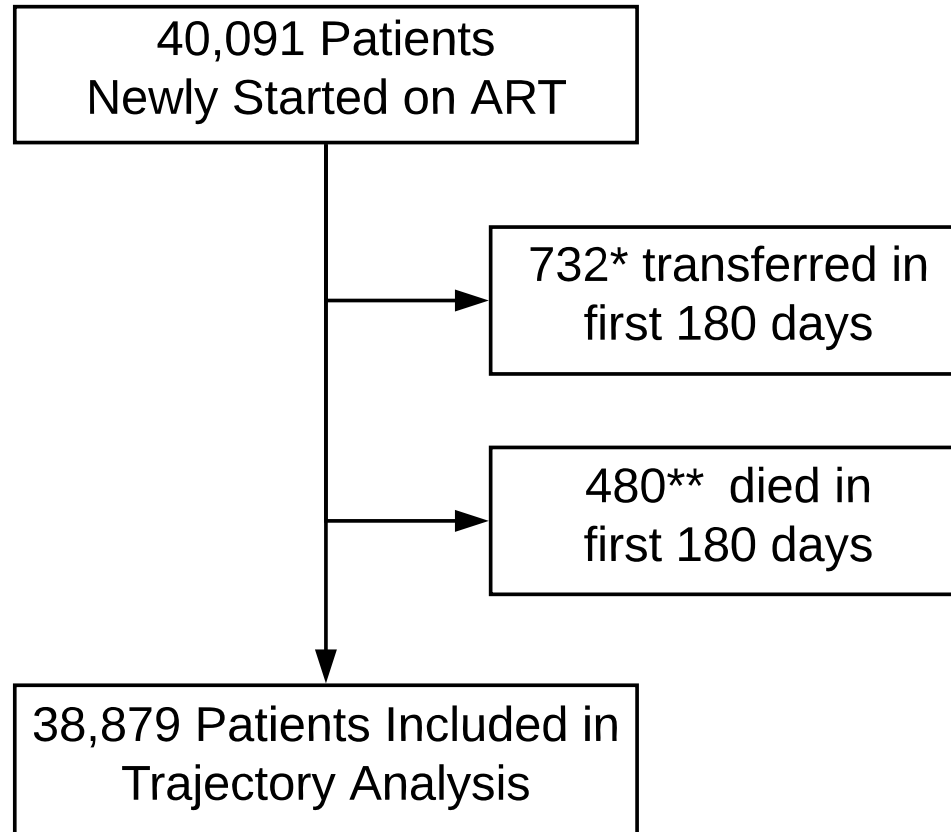 40,091 Patients
Newly Started on ART
732* transferred in
first 180 days
480** died in
first 180 days
38,879 Patients Included in
Trajectory Analysis